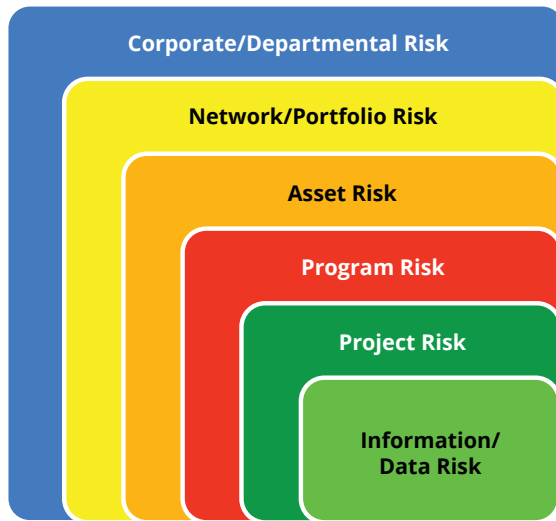 Corporate/Departmental Risk
Network/Portfolio Risk
Asset Risk
Program Risk
Project Risk
Information/
Data Risk